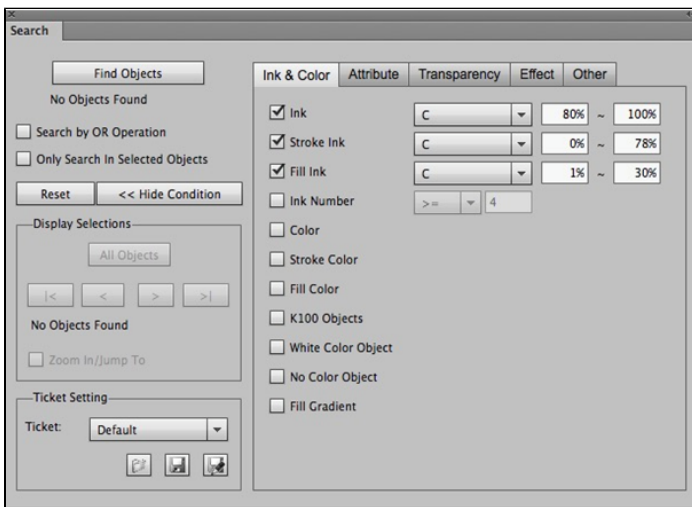 Search
Find Objects
No Objects Found
Search by OR Operation
Only Search In Selected Objects
Reset
<< Hide Condition
Display Selections
All Objects
|<
<
>
>|
No Objects Found
Zoom In/Jump To
Ticket Setting
Ticket: Default
Ink & Color Attribute Transparency Effect Other
Ink C 80% ~ 100%
Stroke Ink C 0% ~ 78%
Fill Ink C 1% ~ 30%
Ink Number >= 4
Color
Stroke Color
Fill Color
K100 Objects
White Color Object
No Color Object
Fill Gradient